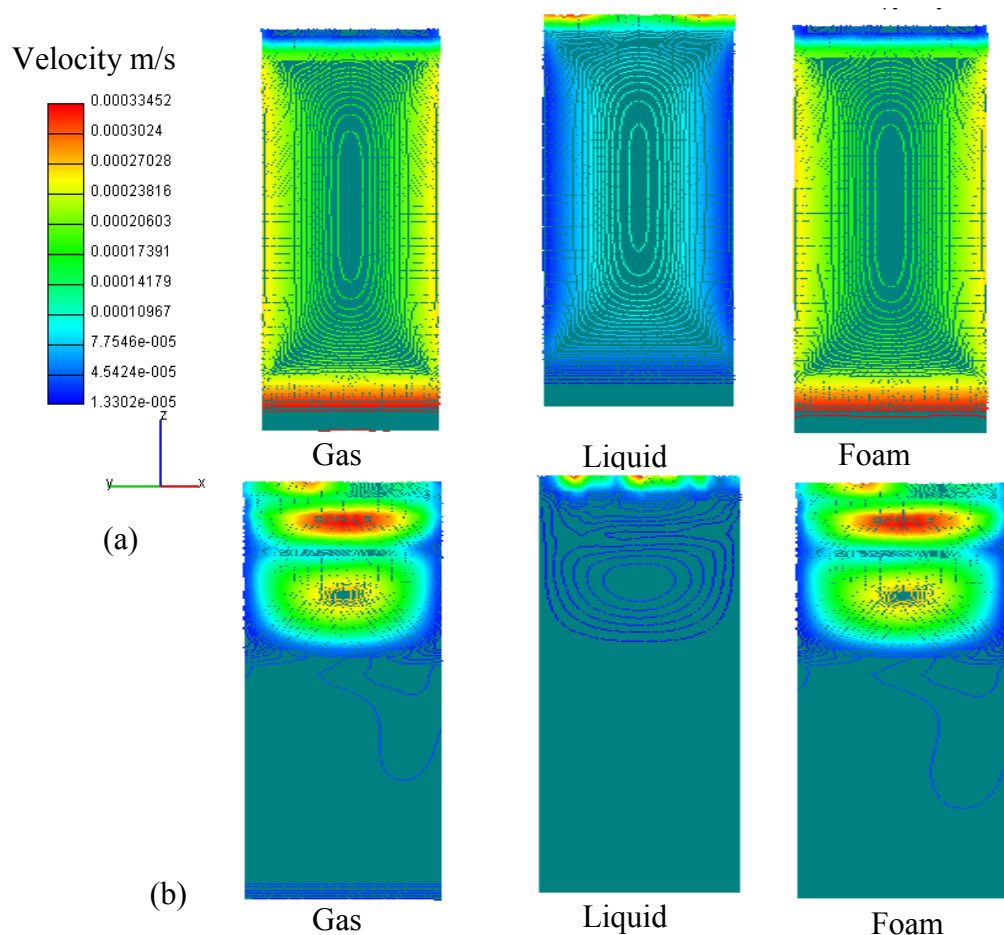 Velocity m/s
0.00033452
0.0003024
0.00027028
0.00023816
0.00020603
0.00017391
0.00014179
0.00010967
7.7546e-005
4.5424e-005
1.3302e-005
z
y x
Gas Liquid Foam
(a)
(b)
Gas Liquid Foam